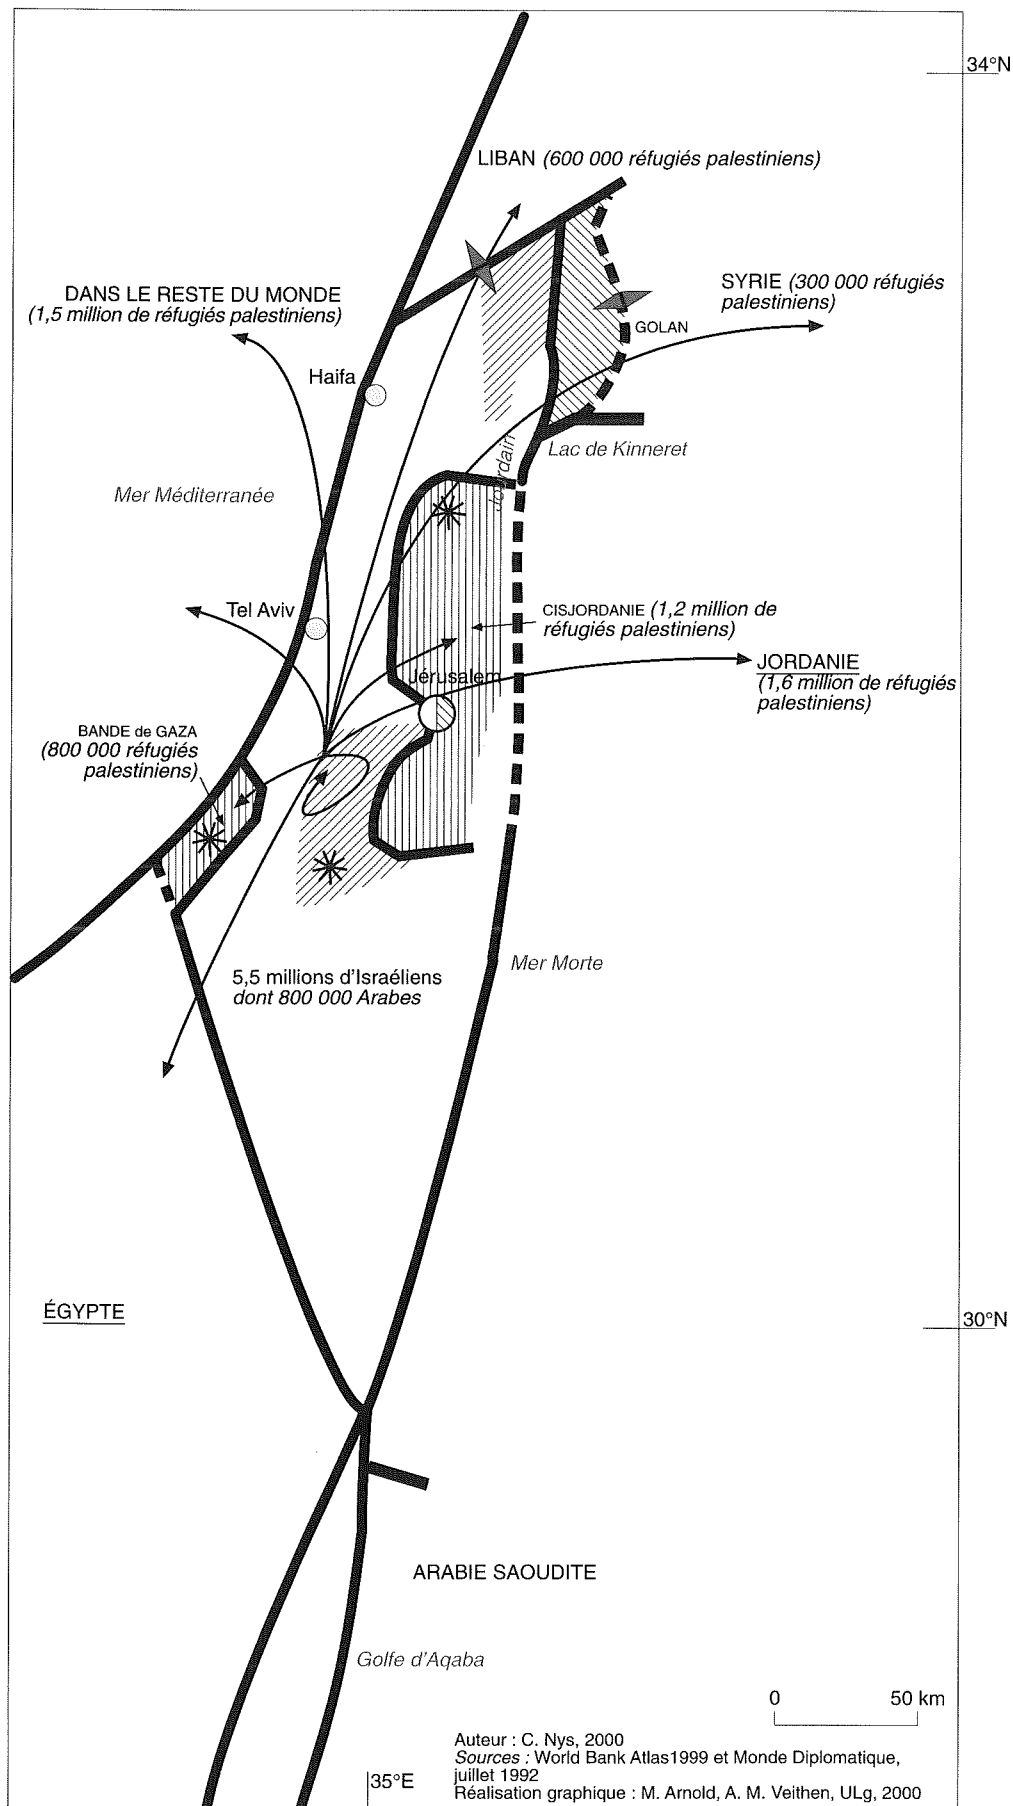 34°N
LIBAN (600 000 réfugiés palestiniens)
DANS LE RESTE DU MONDE
(1,5 million de réfugiés palestiniens)
SYRIE (300 000 réfugiés
palestiniens)
GOLAN
Haifa
Jourdain
Lac de Kinneret
Mer Méditerranée
Tel Aviv
CISJORDANIE (1,2 million de
réfugiés palestiniens)
Jérusalem
JORDANIE
(1,6 million de réfugiés
palestiniens)
BANDE de GAZA
(800 000 réfugiés
palestiniens)
Mer Morte
5,5 millions d'Israéliens
dont 800 000 Arabes
ÉGYPTE
30°N
ARABIE SAOUDITE
Golfe d'Aqaba
0 50 km
Auteur : C. Nys, 2000
Sources : World Bank Atlas1999 et Monde Diplomatique,
juillet 1992
Réalisation graphique : M. Arnold, A. M. Veithen, ULg, 2000
35°E